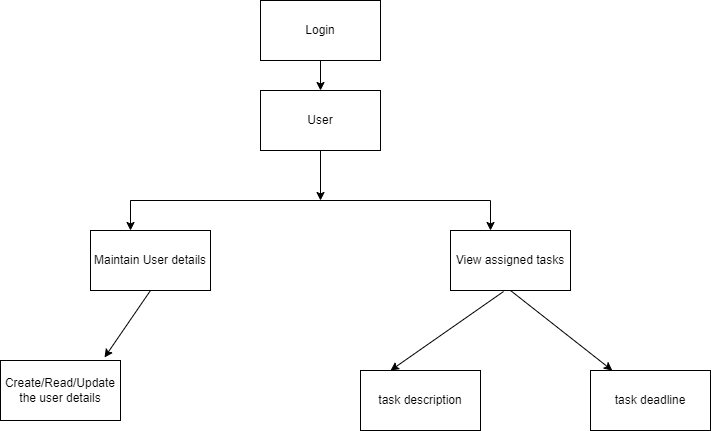 Login
User
Maintain User details
View assigned tasks
Create/Read/Update
the user details
task description
task deadline